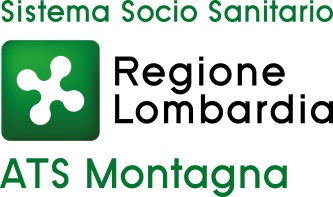 Sistema Socio Sanitario
Regione
Lombardia
ATS Montagna